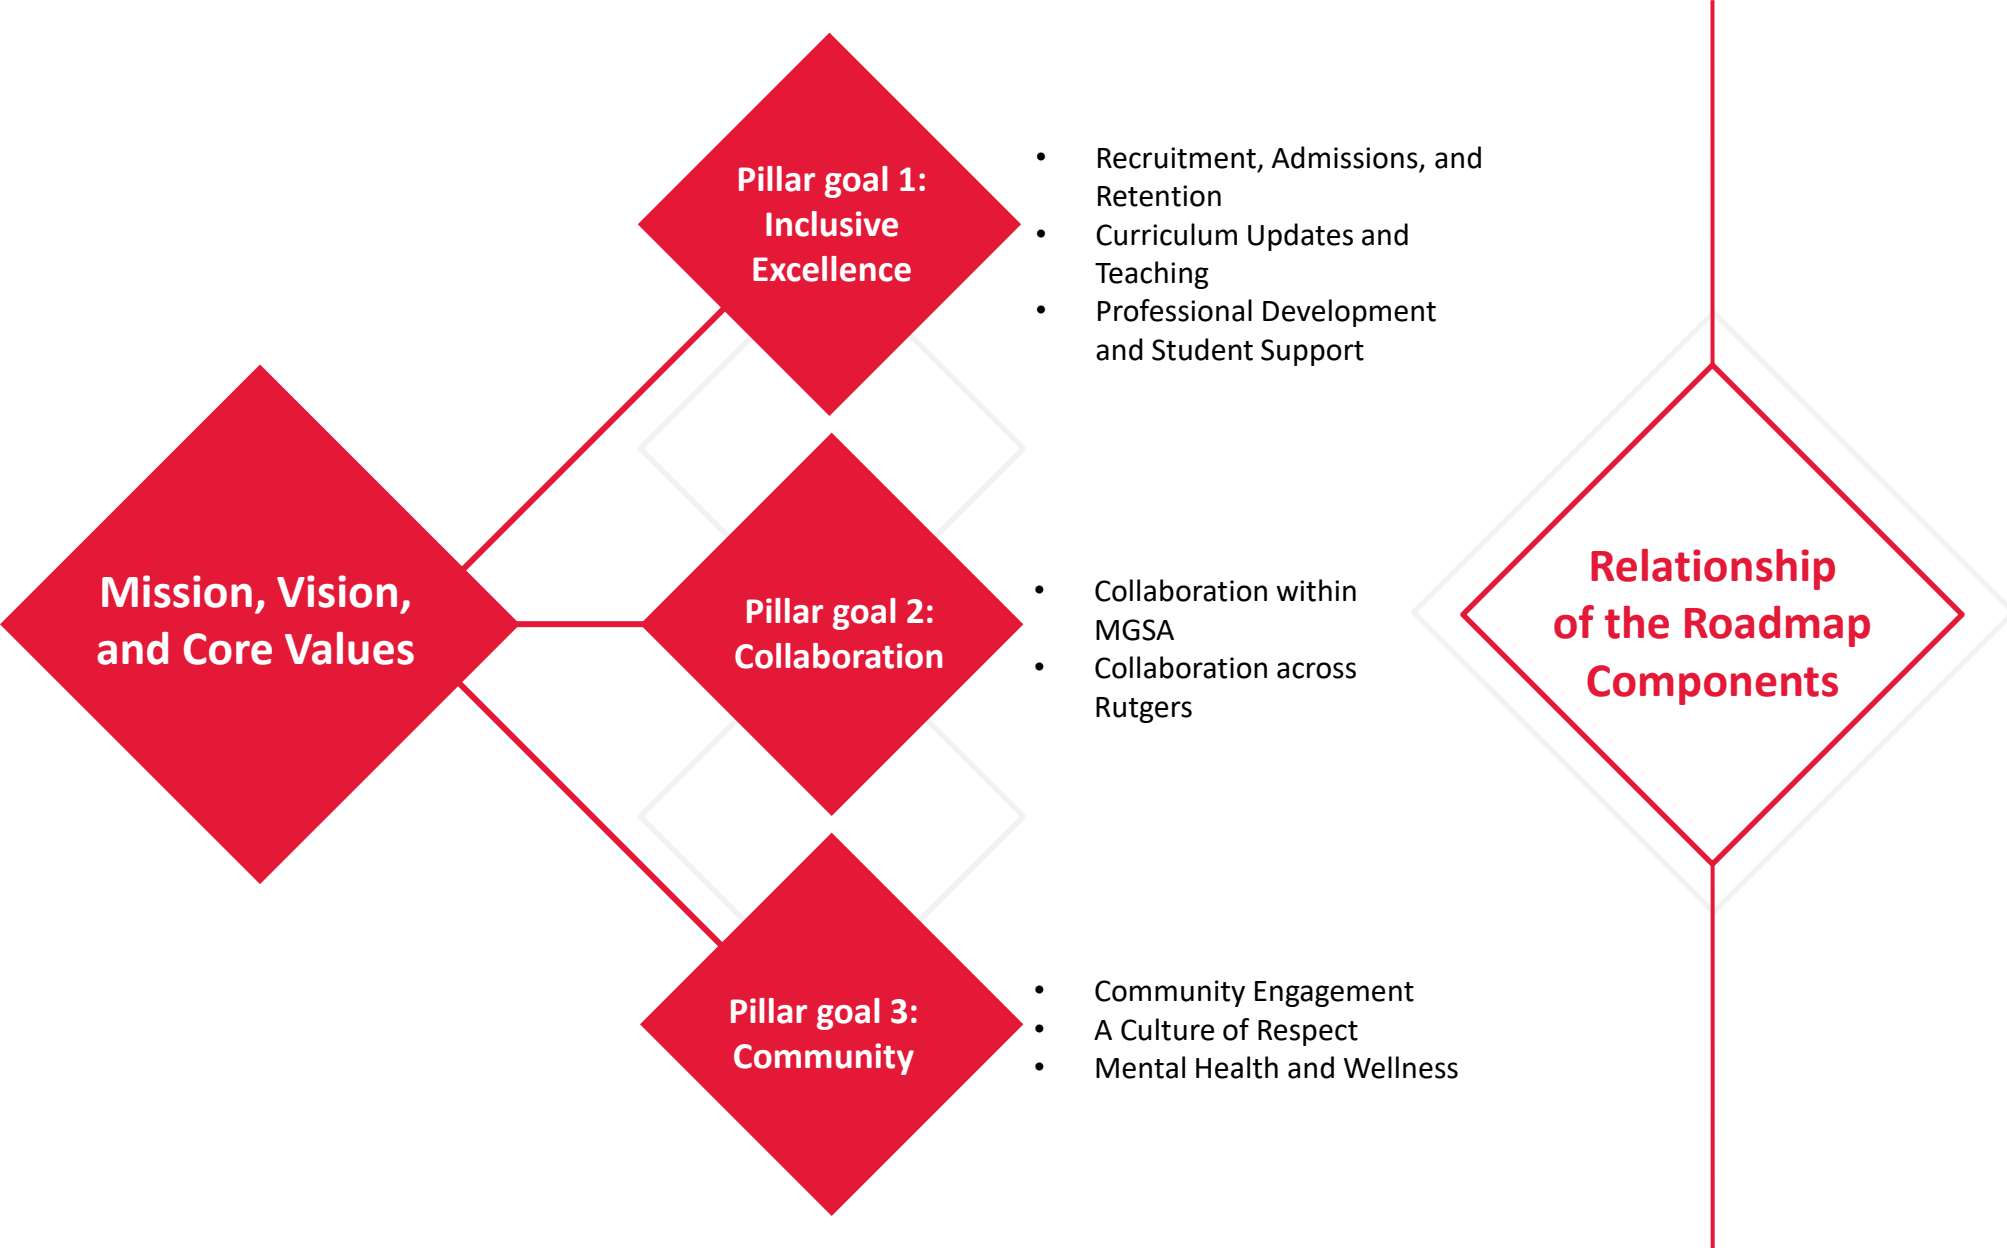 Mission, Vision,
and Core Values
Pillar goal 1:
Inclusive
Excellence
• Recruitment, Admissions, and
Retention
• Curriculum Updates and
Teaching
• Professional Development
and Student Support
Pillar goal 2:
Collaboration
• Collaboration within
MGSA
• Collaboration across
Rutgers
Pillar goal 3:
Community
• Community Engagement
• A Culture of Respect
• Mental Health and Wellness
Relationship
of the Roadmap
Components